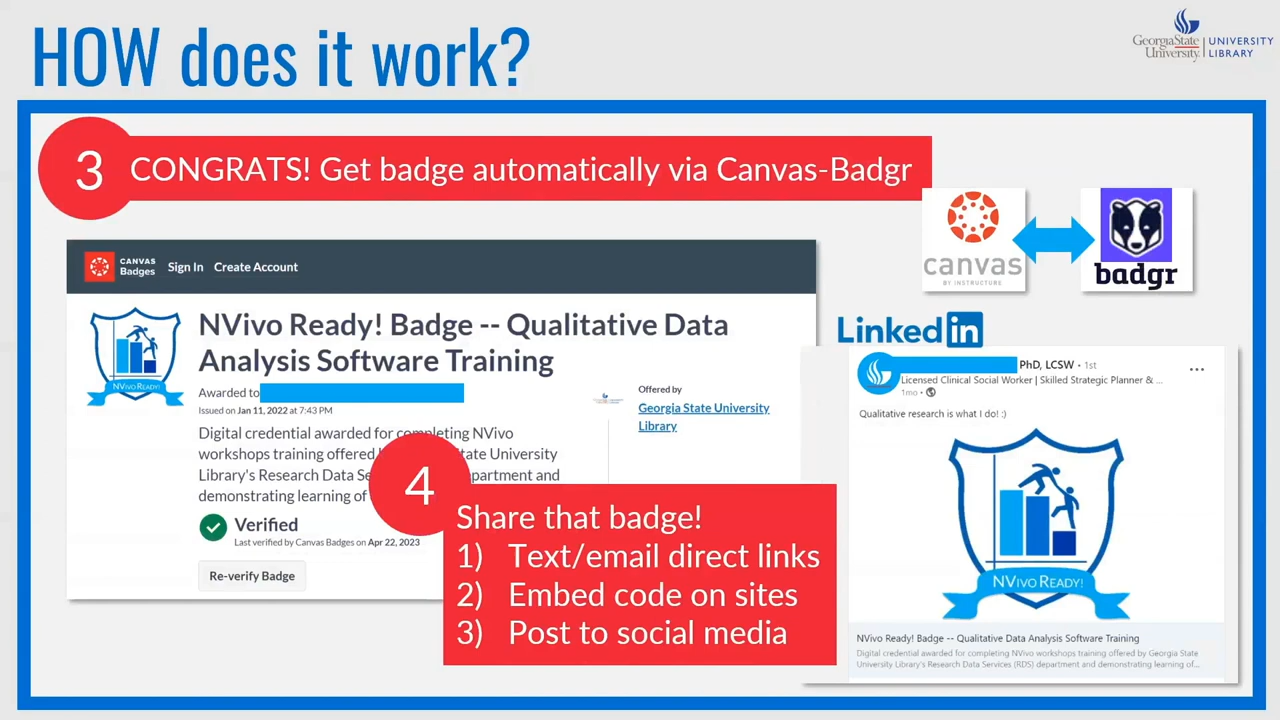 HOW does it work?
GeorgiaState University
UNIVERSITY LIBRARY
3
CONGRATS! Get badge automatically via Canvas-Badgr
canvas
BY INSTRUCTURE
badgr
CANVAS Badges
Sign In
Create Account
NVIVO READY!
NVivo Ready! Badge -- Qualitative Data
Analysis Software Training
Awarded to
Issued on Jan 11, 2022 at 7:43 PM
Offered by
Georgia State University
Library
Digital credential awarded for completing NVivo
workshops training offered tate University
Library's Research Data Se partment and
demonstrating learning of
Verified
Last verified by Canvas Badges on Apr 22, 2023
Re-verify Badge
4
Share that badge!
1) Text/email direct links
2) Embed code on sites
3) Post to social media
Linkedin
PhD, LCSW • 1st
Licensed Clinical Social Worker | Skilled Strategic Planner & ...
1mo •
Qualitative research is what I do! :)
NVIVO READY!
NVivo Ready! Badge -- Qualitative Data Analysis Software Training
Digital credential awarded for completing NVivo workshops training offered by Georgia State
University Library's Research Data Services (RDS) department and demonstrating learning of...